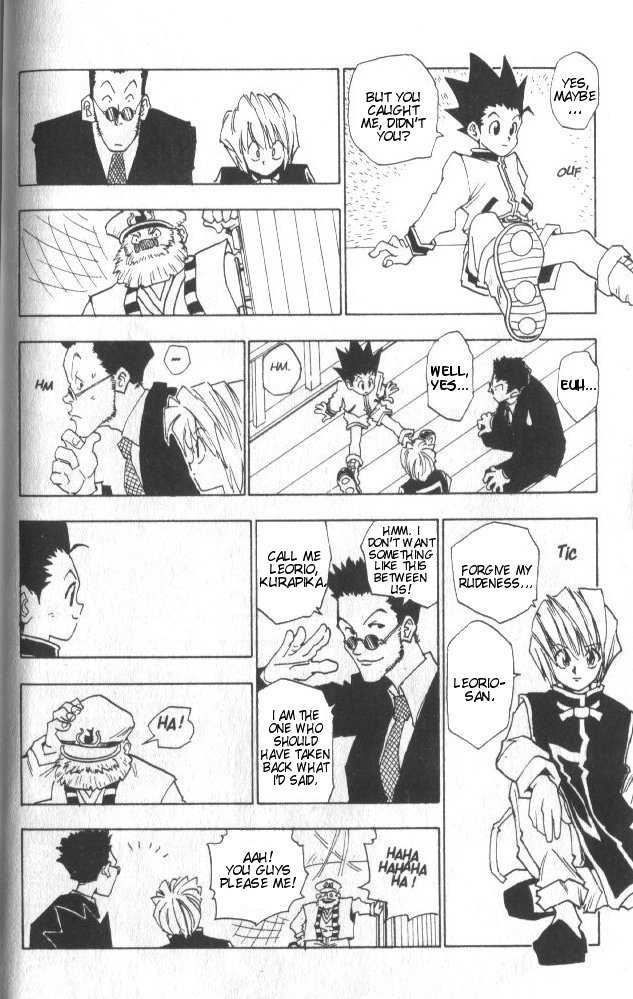 YES,
MAYBE
...
BUT YOU
CAUGHT
ME, DIDN'T
YOU?
OUF
EUH...
WELL,
YES...
HM.
...
HM
TIC
FORGIVE MY
RUDENESS...
LEORIO-
SAN.
HMM. I
DON'T WANT
SOMETHING
LIKE THIS
BETWEEN
US!
CALL ME
LEORIO,
KURAPIKA.
I AM THE
ONE WHO
SHOULD
HAVE TAKEN
BACK WHAT
I'D SAID.
HA!
HAHA
HAHAHA
HA!
AAH!
YOU GUYS
PLEASE ME!